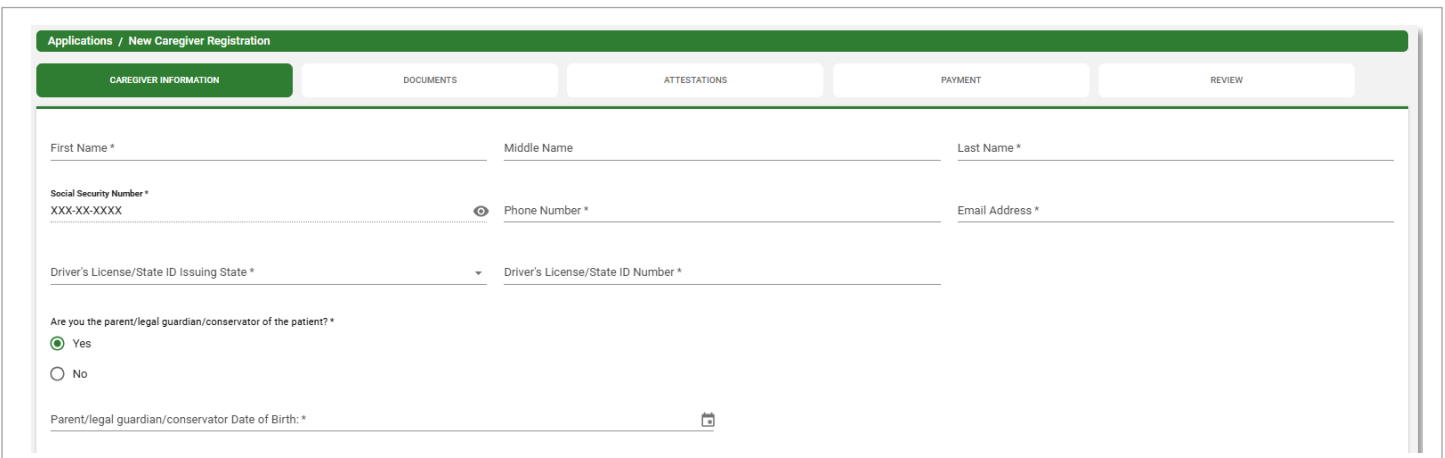 Applications / New Caregiver Registration
CAREGIVER INFORMATION DOCUMENTS ATTESTATIONS PAYMENT REVIEW
First Name * Middle Name Last Name *
Social Security Number *
XXX-XX-XXXX Phone Number * Email Address *
Driver's License/State ID Issuing State * Driver's License/State ID Number *
Are you the parent/legal guardian/conservator of the patient? *
Yes
No
Parent/legal guardian/conservator Date of Birth: *